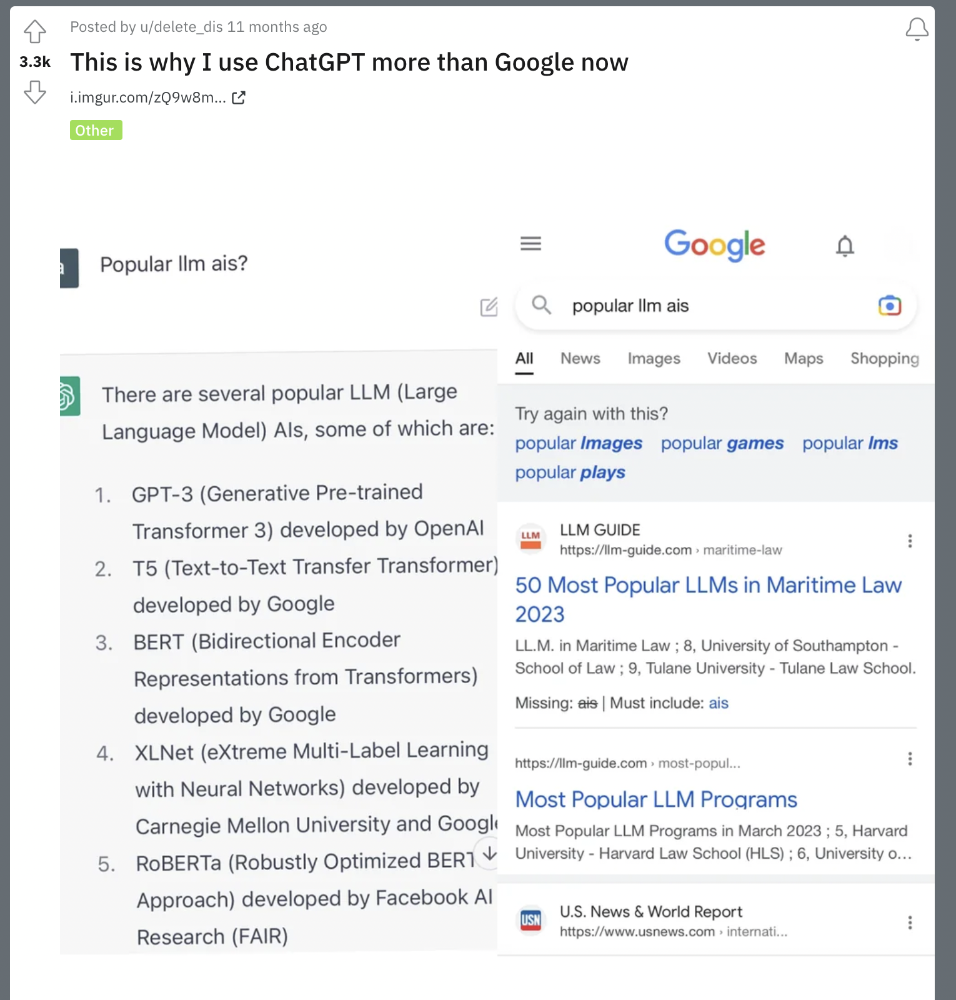 Posted by u/delete_dis 11 months ago
3.3k
This is why I use ChatGPT more than Google now
i.imgur.com/zQ9w8m...
Other
a
Popular llm ais?
There are several popular LLM (Large
Language Model) AIs, some of which are:
1. GPT-3 (Generative Pre-trained
Transformer 3) developed by OpenAI
2. T5 (Text-to-Text Transfer Transformer)
developed by Google
3. BERT (Bidirectional Encoder
Representations from Transformers)
developed by Google
4. XLNet (eXtreme Multi-Label Learning
with Neural Networks) developed by
Carnegie Mellon University and Google
5. RoBERTa (Robustly Optimized BERT
Approach) developed by Facebook AI
Research (FAIR)
Google
popular llm ais
All News Images Videos Maps Shopping
Try again with this?
popular Images popular games popular lms
popular plays
LLM
LLM GUIDE
https://llm-guide.com › maritime-law
50 Most Popular LLMs in Maritime Law
2023
LL.M. in Maritime Law ; 8, University of Southampton -
School of Law ; 9, Tulane University - Tulane Law School.
Missing: ais | Must include: ais
https://llm-guide.com › most-popul...
Most Popular LLM Programs
Most Popular LLM Programs in March 2023 ; 5, Harvard
University - Harvard Law School (HLS) ; 6, University o...
USN
U.S. News & World Report
https://www.usnews.com › internati...